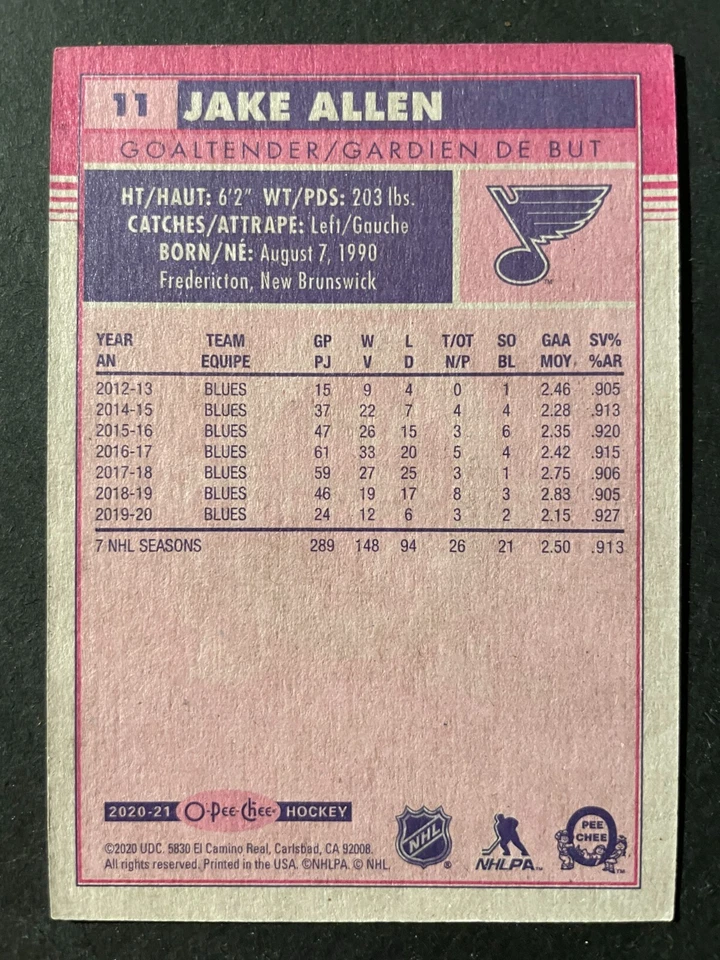 11 JAKE ALLEN
GOALTENDER/GARDIEN DE BUT
HT/HAUT: 6'2" WT/PDS: 203 lbs.
CATCHES/ATTRAPE: Left/Gauche
BORN/NÉ: August 7, 1990
Fredericton, New Brunswick
YEAR TEAM GP W L T/OT SO GAA SV%
AN EQUIPE PJ V D N/P BL MOY. %AR
2012-13 BLUES 15 9 4 0 1 2.46 .905
2014-15 BLUES 37 22 7 4 4 2.28 .913
2015-16 BLUES 47 26 15 3 6 2.35 .920
2016-17 BLUES 61 33 20 5 4 2.42 .915
2017-18 BLUES 59 27 25 3 1 2.75 .906
2018-19 BLUES 46 19 17 8 3 2.83 .905
2019-20 BLUES 24 12 6 3 2 2.15 .927
7 NHL SEASONS 289 148 94 26 21 2.50 .913
2020-21 O-Pee-Chee HOCKEY
©2020 UDC. 5830 El Camino Real, Carlsbad, CA 92008.
All rights reserved. Printed in the USA. ©NHLPA. © NHL.
NHL ®
NHLPA™
PEE
CHEE
™